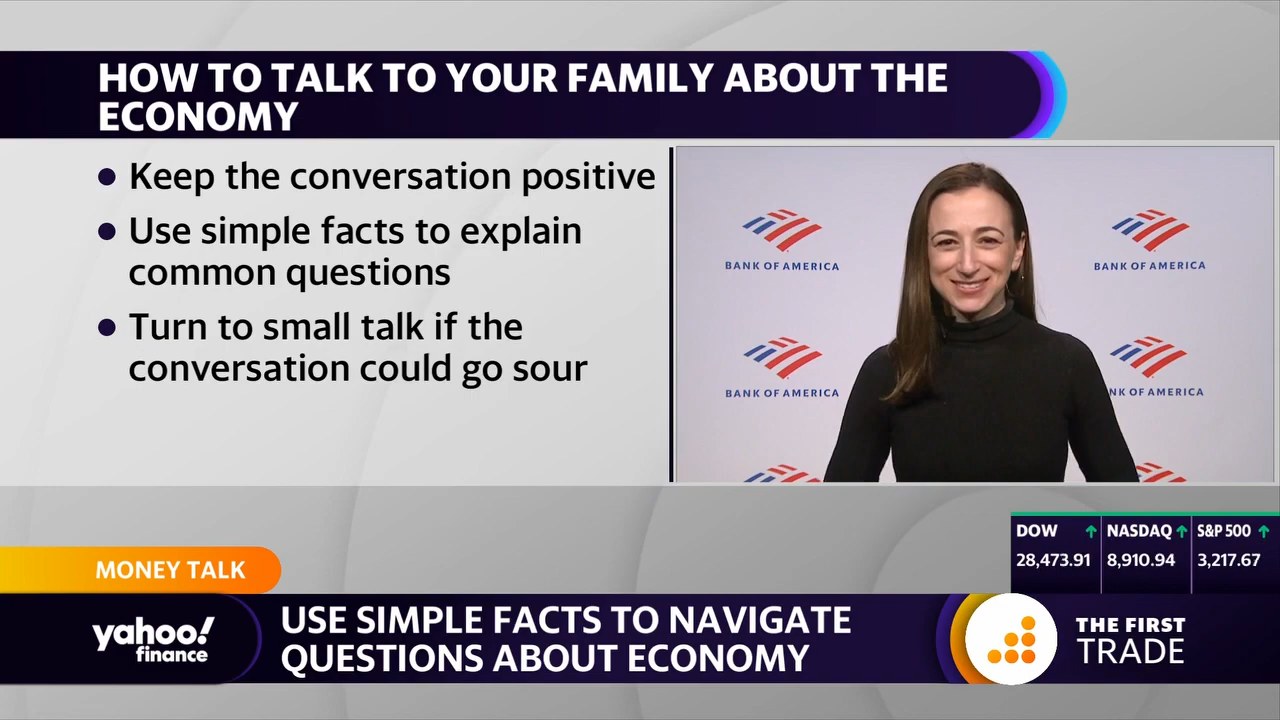 HOW TO TALK TO YOUR FAMILY ABOUT THE
ECONOMY
Keep the conversation positive
Use simple facts to explain
common questions
Turn to small talk if the
conversation could go sour
BANK OF AMERICA
BANK OF AMERICA
BANK OF AMERICA
NK OF AMERICA
DOW NASDAQ S&P 500
28,473.91 8,910.94 3,217.67
MONEY TALK
yahoo!
finance
USE SIMPLE FACTS TO NAVIGATE
QUESTIONS ABOUT ECONOMY
THE FIRST
TRADE